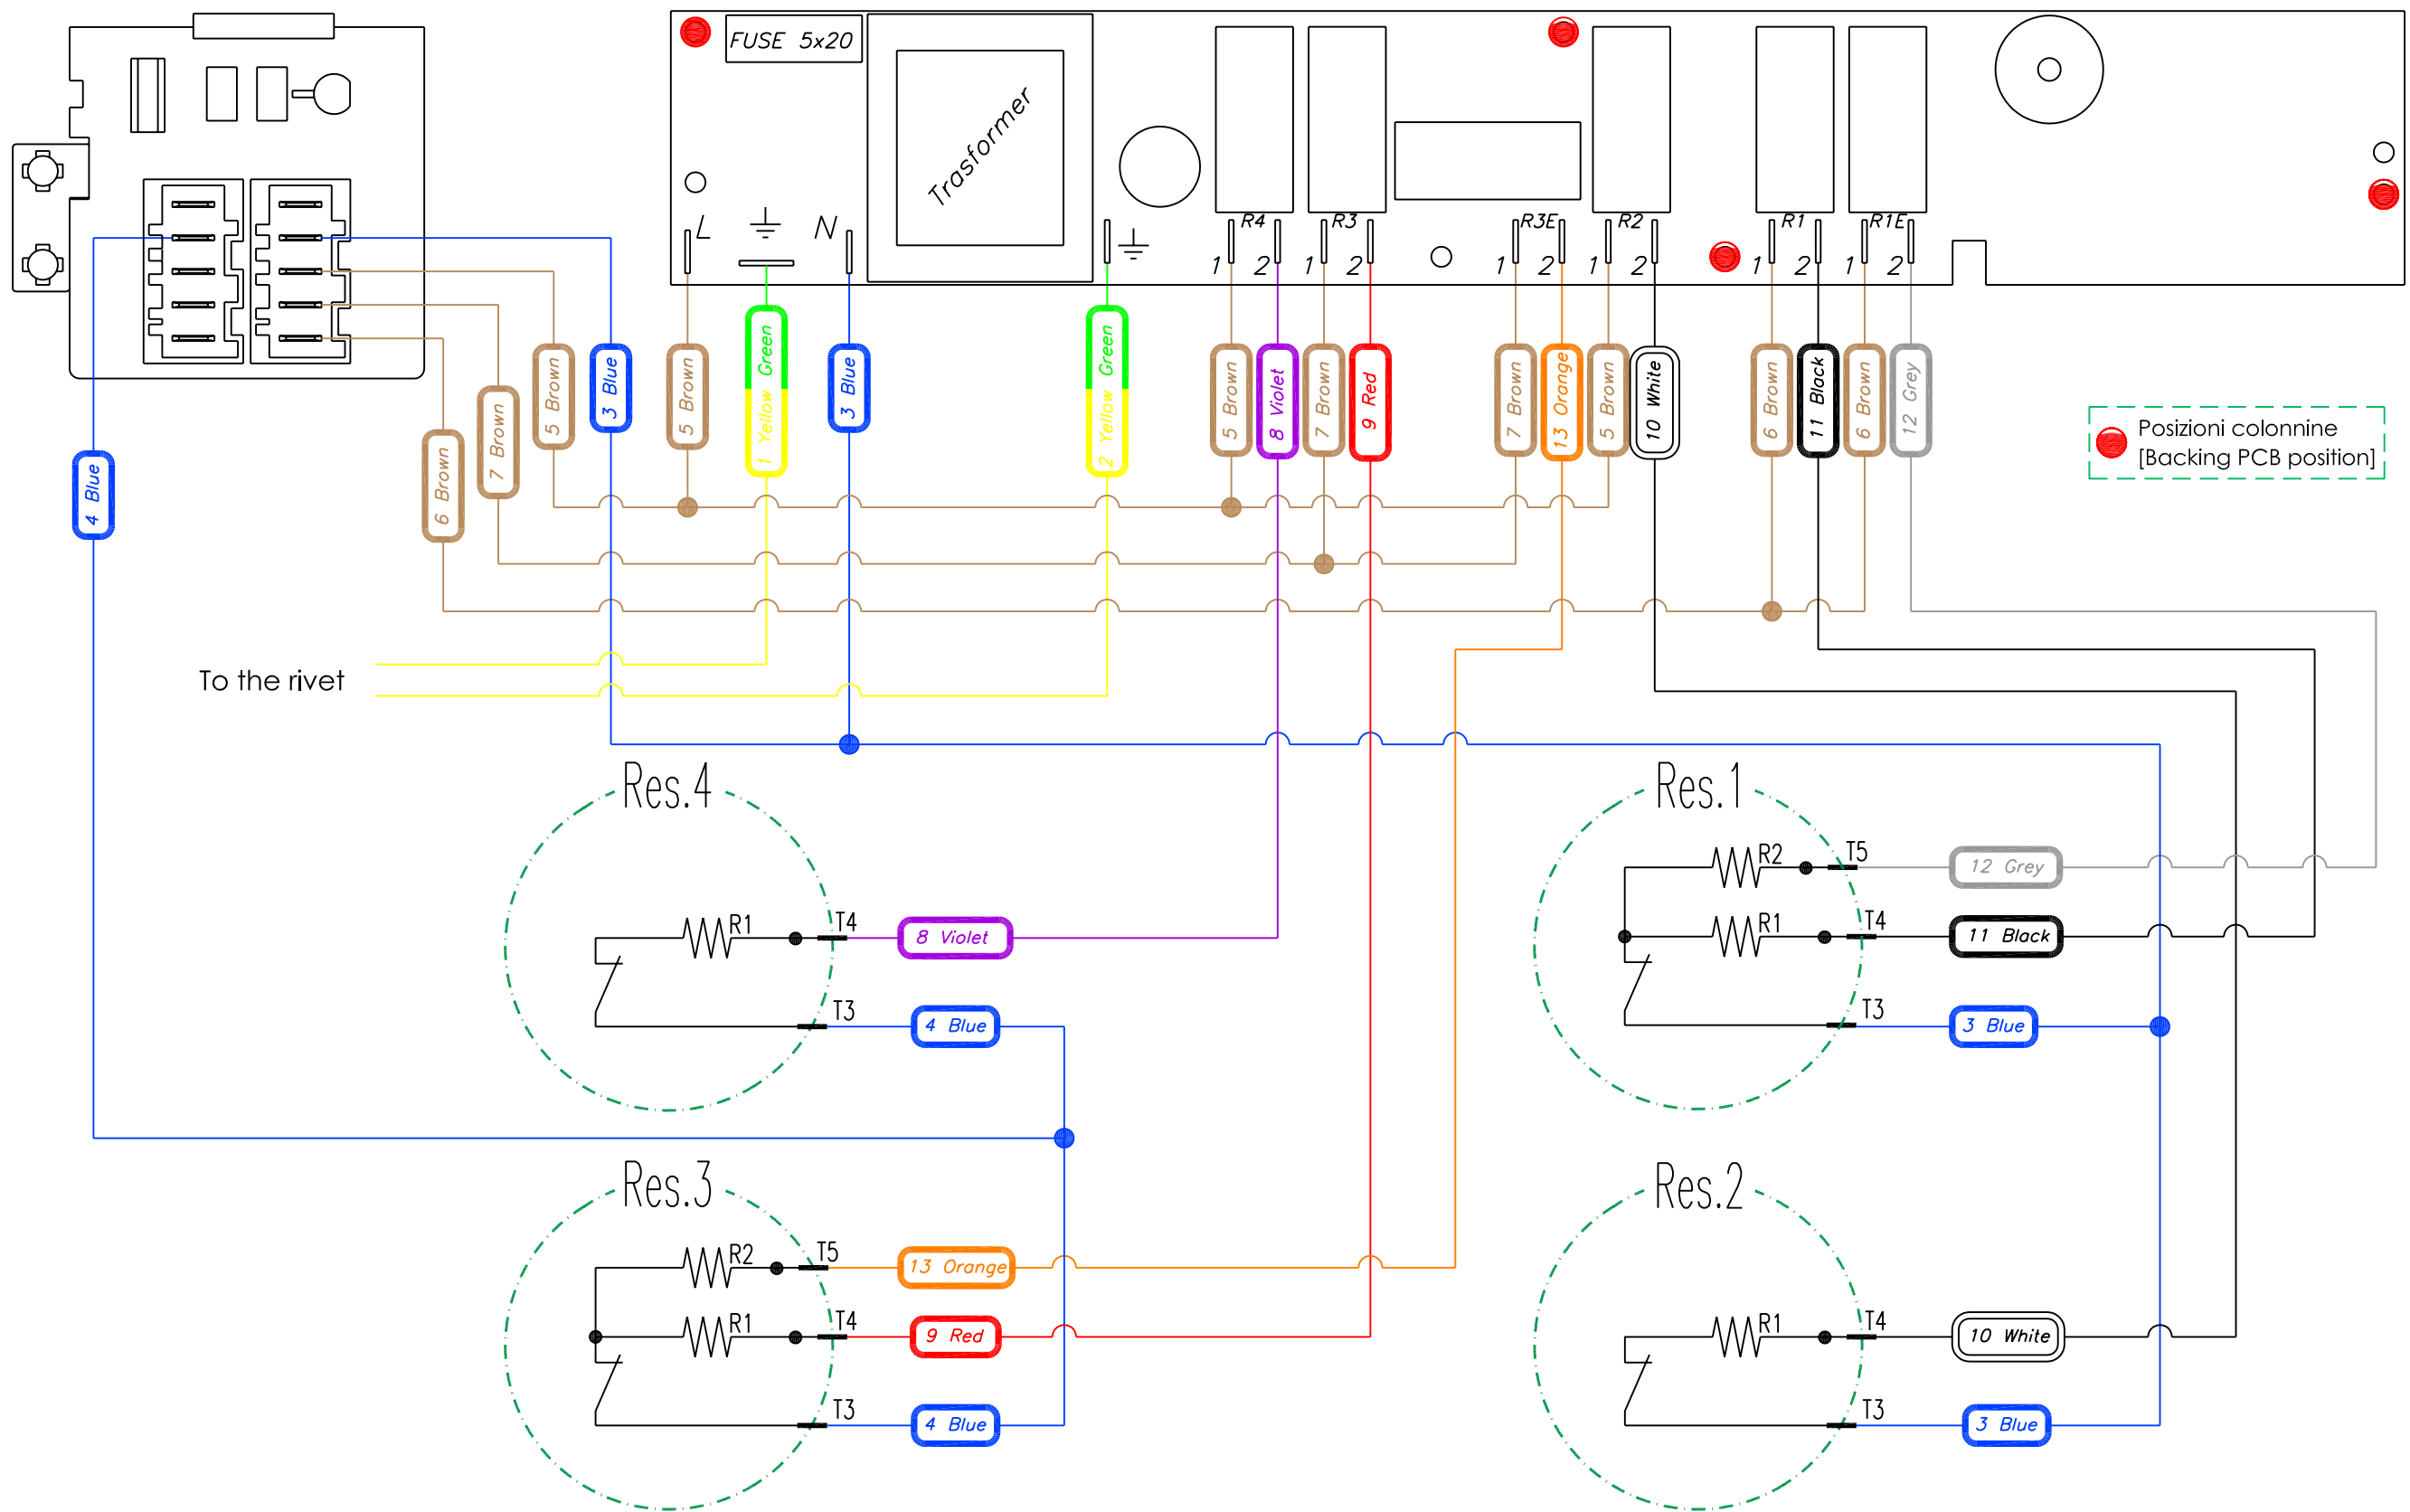 FUSE 5x20
Trasformer
L
N
R4
R3
R3E
R2
R1
R1E
1
2
1
2
1
2
1
2
1
2
1
2
4 Blue
6 Brown
7 Brown
5 Brown
3 Blue
5 Brown
1 Yellow Green
3 Blue
2 Yellow Green
5 Brown
8 Violet
7 Brown
9 Red
7 Brown
13 Orange
5 Brown
10 White
6 Brown
11 Black
6 Brown
12 Grey
Posizioni colonnine
[Backing PCB position]
To the rivet
Res.4
R1
T4
8 Violet
T3
4 Blue
Res.1
R2
T5
12 Grey
R1
T4
11 Black
T3
3 Blue
Res.3
R2
T5
13 Orange
R1
T4
9 Red
T3
4 Blue
Res.2
R1
T4
10 White
T3
3 Blue